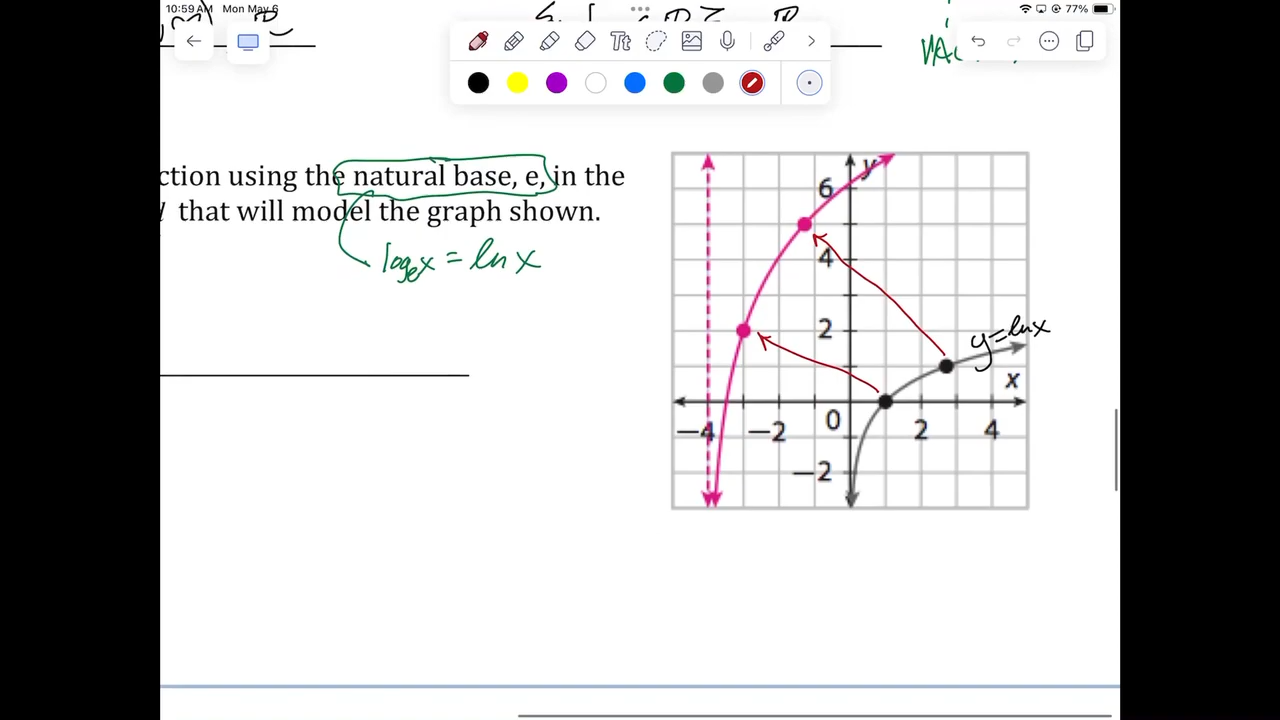 10:59 AM Mon May 6
77%
Tt
ction using the natural base, e, in the
that will model the graph shown.
logₑx = ln x
y
6
4
2
y = ln x
x
−4 −2 0 2 4
−2